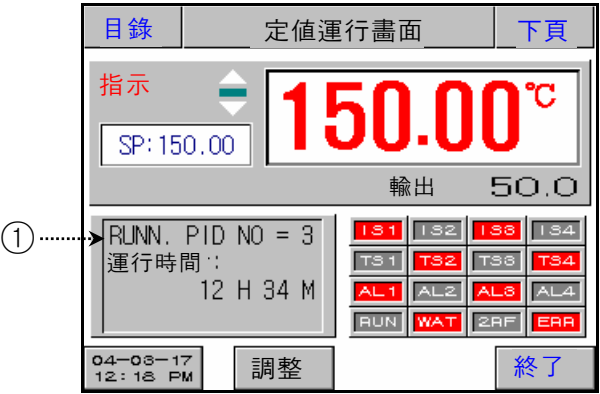 目錄
定值運行畫面
下頁
指示
SP:150.00
150.00℃
輸出 50.0
①
RUNN. PID NO = 3
運行時間 :
12 H 34 M
IS1 IS2 IS3 IS4
TS1 TS2 TS3 TS4
AL1 AL2 AL3 AL4
RUN WAT 2RF ERR
04-03-17
12:18 PM
調整
終了